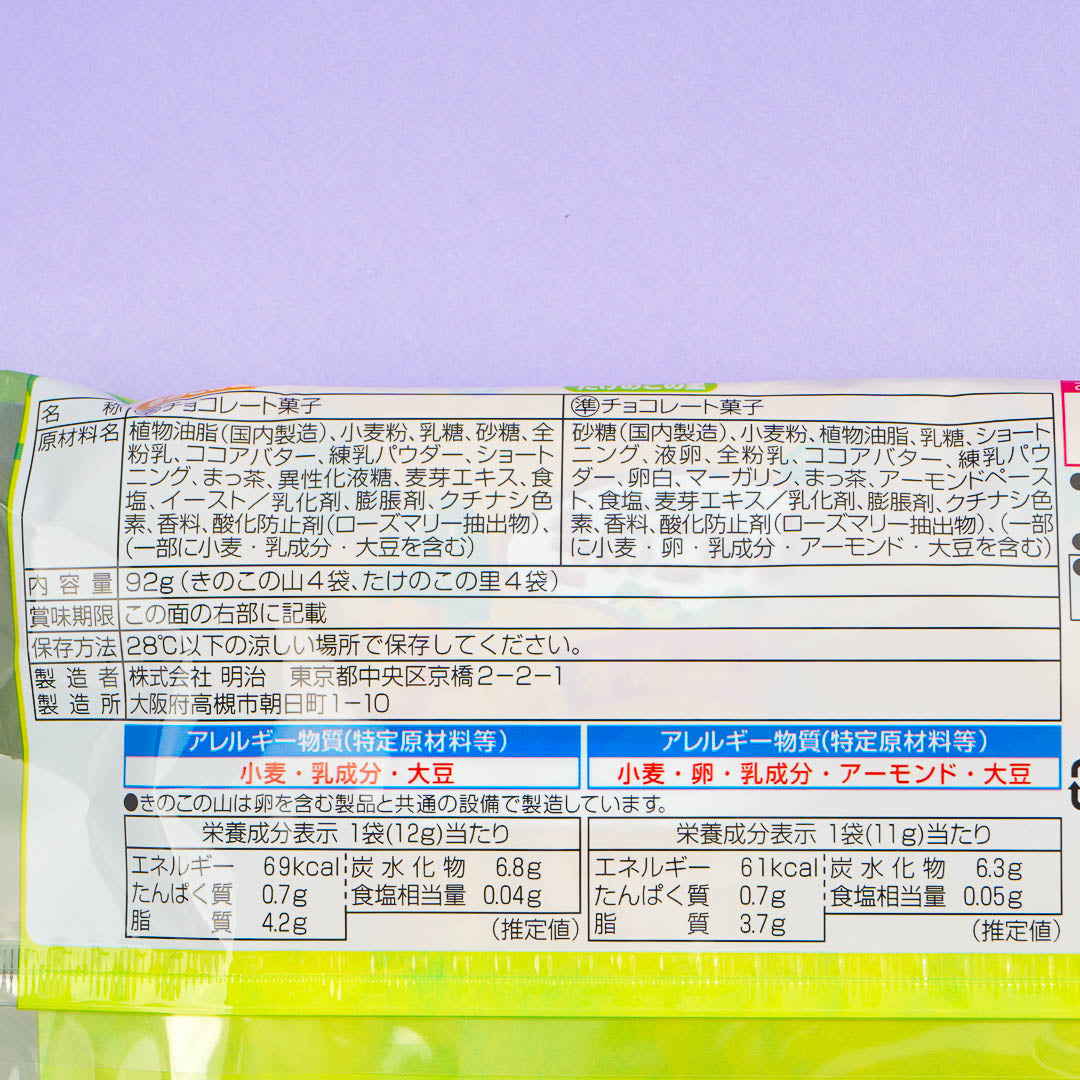 たけのこの里
名称 チョコレート菓子
準チョコレート菓子
原材料名 植物油脂(国内製造)、小麦粉、乳糖、砂糖、全
粉乳、ココアバター、練乳パウダー、ショート
ニング、まっ茶、異性化液糖、麦芽エキス、食
塩、イースト/乳化剤、膨脹剤、クチナシ色
素、香料、酸化防止剤(ローズマリー抽出物)、
(一部に小麦・乳成分・大豆を含む)
砂糖(国内製造)、小麦粉、植物油脂、乳糖、ショート
ニング、液卵、全粉乳、ココアバター、練乳パウ
ダー、卵白、マーガリン、まっ茶、アーモンドペース
ト、食塩、麦芽エキス/乳化剤、膨脹剤、クチナシ色
素、香料、酸化防止剤(ローズマリー抽出物)、(一部
に小麦・卵・乳成分・アーモンド・大豆を含む)
内容量 92g(きのこの山4袋、たけのこの里4袋)
賞味期限 この面の右部に記載
保存方法 28℃以下の涼しい場所で保存してください。
製造者 株式会社 明治 東京都中央区京橋2-2-1
製造所 大阪府高槻市朝日町1-10
アレルギー物質(特定原材料等)
小麦・乳成分・大豆
アレルギー物質(特定原材料等)
小麦・卵・乳成分・アーモンド・大豆
●きのこの山は卵を含む製品と共通の設備で製造しています。
栄養成分表示 1袋(12g)当たり
エネルギー 69kcal 炭水化物 6.8g
たんぱく質 0.7g 食塩相当量 0.04g
脂質 4.2g (推定値)
栄養成分表示 1袋(11g)当たり
エネルギー 61kcal 炭水化物 6.3g
たんぱく質 0.7g 食塩相当量 0.05g
脂質 3.7g (推定値)